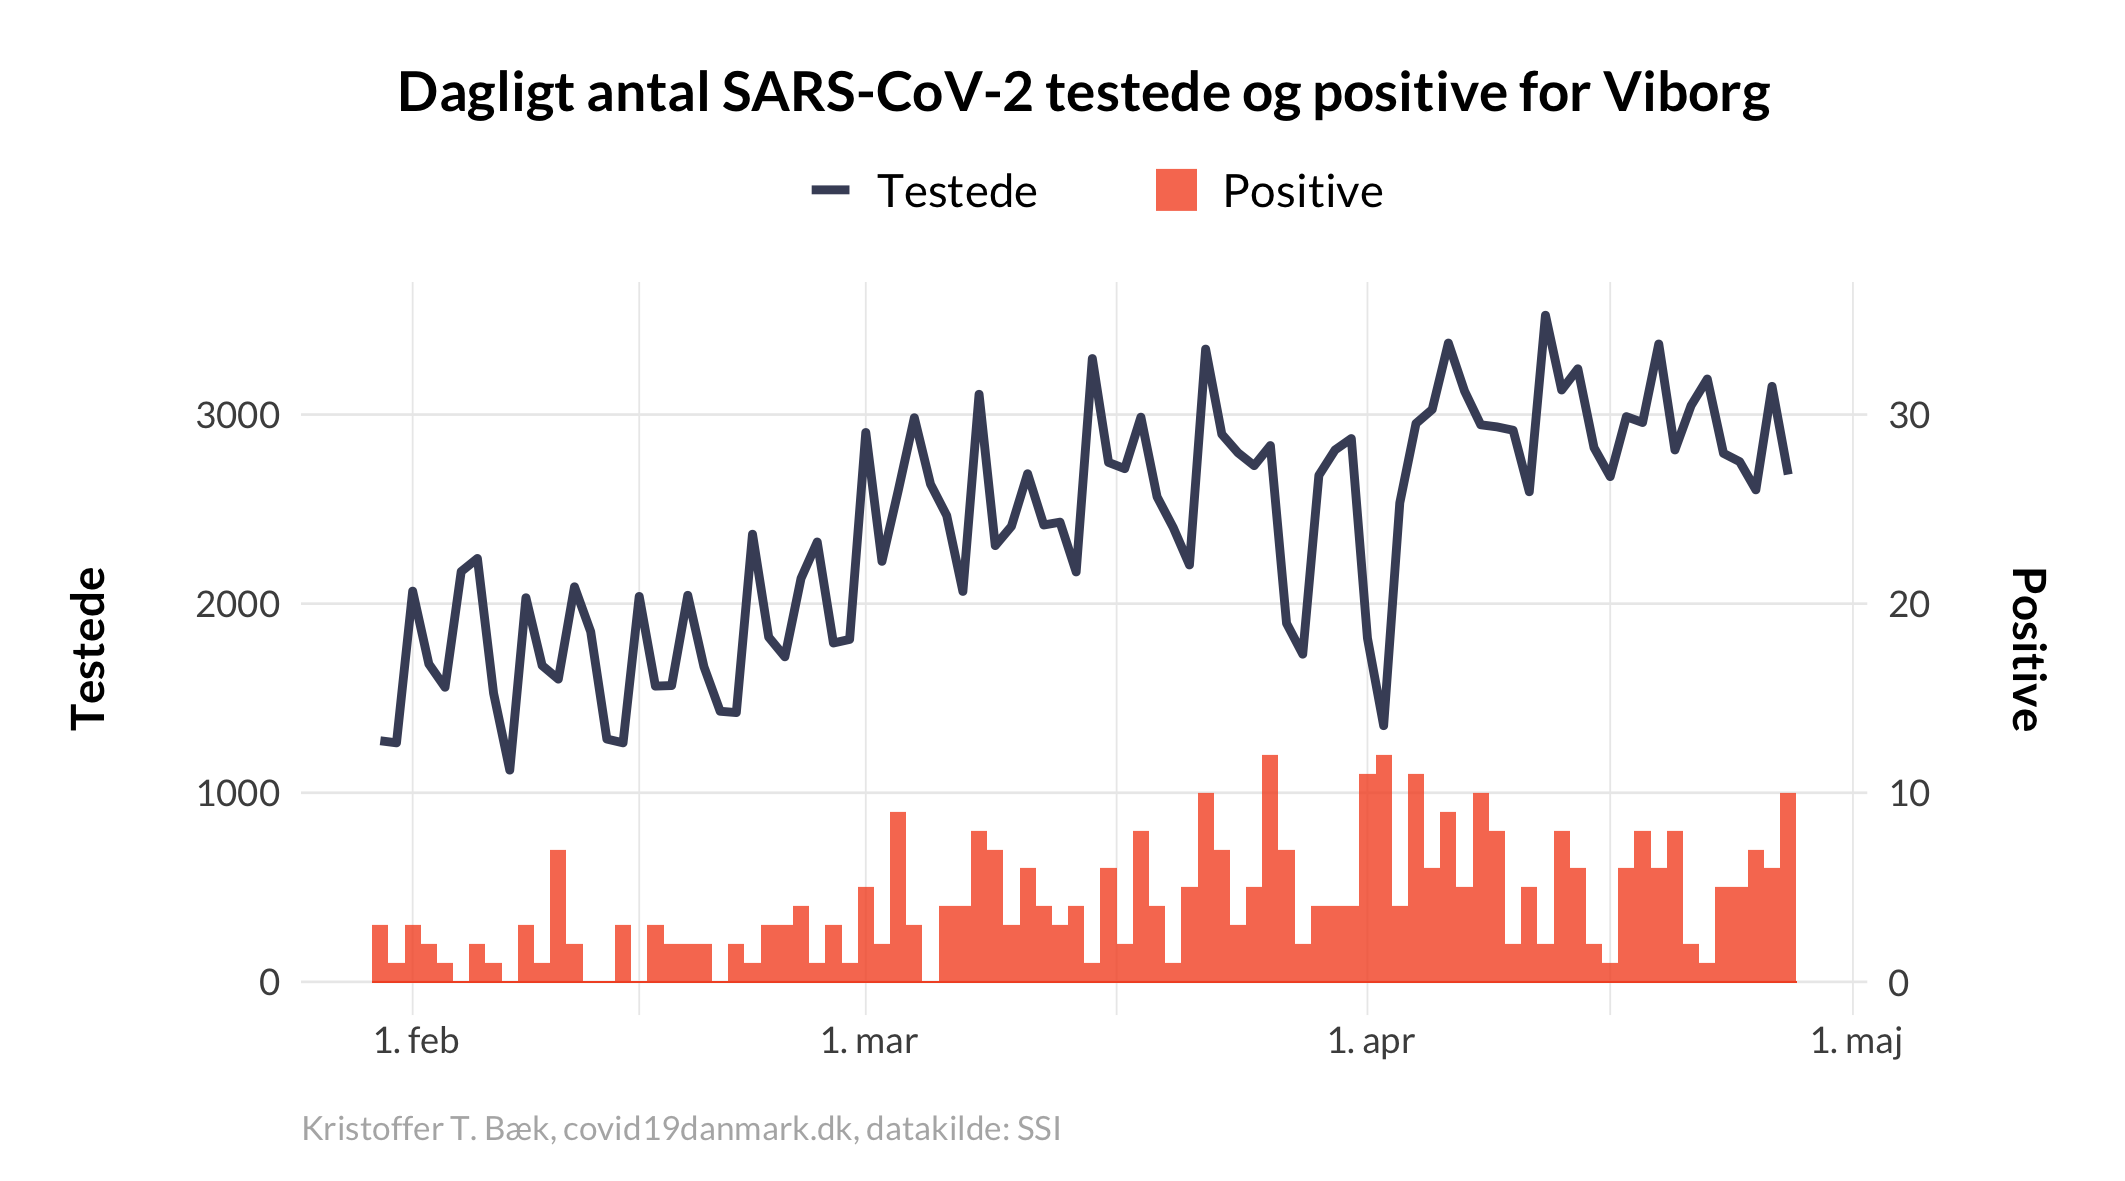 Dagligt antal SARS-CoV-2 testede og positive for Viborg
Testede
Positive
Testede
3000
2000
1000
0
30
20
10
0
Positive
1. feb
1. mar
1. apr
1. maj
Kristoffer T. Bæk, covid19danmark.dk, datakilde: SSI